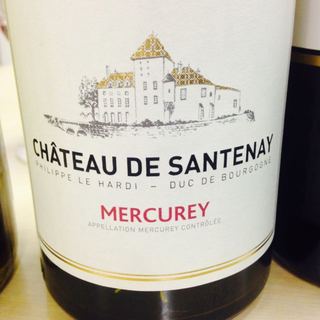 CHÂTEAU DE SANTENAY
PHILIPPE LE HARDI – DUC DE BOURGOGNE
MERCUREY
APPELLATION MERCUREY CONTRÔLÉE